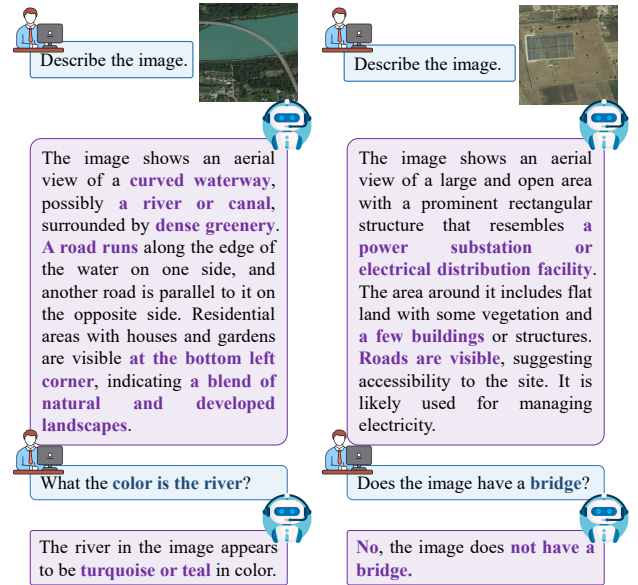 Describe the image.
The image shows an aerial
view of a curved waterway,
possibly a river or canal,
surrounded by dense greenery.
A road runs along the edge of
the water on one side, and
another road is parallel to it on
the opposite side. Residential
areas with houses and gardens
are visible at the bottom left
corner, indicating a blend of
natural and developed
landscapes.
What the color is the river?
The river in the image appears
to be turquoise or teal in color.
Describe the image.
The image shows an aerial
view of a large and open area
with a prominent rectangular
structure that resembles a
power substation or
electrical distribution facility.
The area around it includes flat
land with some vegetation and
a few buildings or structures.
Roads are visible, suggesting
accessibility to the site. It is
likely used for managing
electricity.
Does the image have a bridge?
No, the image does not have a
bridge.